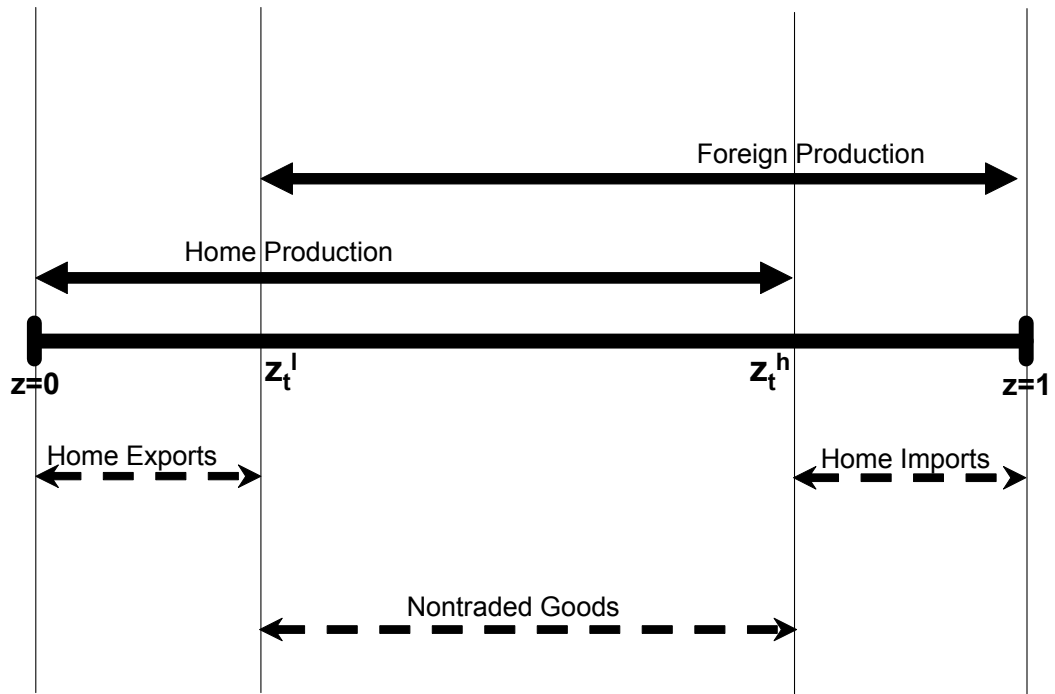 Foreign Production
Home Production
z_t^l
z_t^h
z=0
z=1
Home Exports
Home Imports
Nontraded Goods